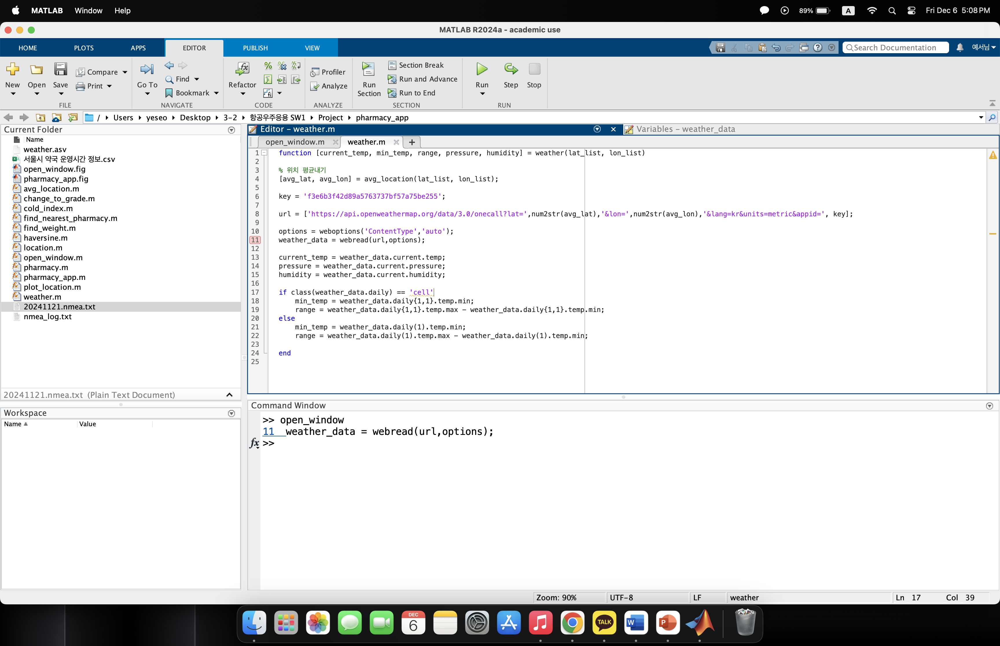 MATLAB Window Help 89% A Fri Dec 6 5:08 PM
MATLAB R2024a - academic use
HOME PLOTS APPS EDITOR PUBLISH VIEW Search Documentation 예서님
New Open Save Compare Print Go To Find Bookmark Refactor Profiler Analyze Run Section Section Break Run and Advance Run to End Run Step Stop
FILE NAVIGATE CODE ANALYZE SECTION RUN
/ Users yeseo Desktop 3-2 항공우주응용 SW1 Project pharmacy_app
Current Folder
Name
weather.asv
서울시 약국 운영시간 정보.csv
open_window.fig
pharmacy_app.fig
avg_location.m
change_to_grade.m
cold_index.m
find_nearest_pharmacy.m
find_weight.m
haversine.m
location.m
open_window.m
pharmacy.m
pharmacy_app.m
plot_location.m
weather.m
20241121.nmea.txt
nmea_log.txt
20241121.nmea.txt (Plain Text Document)
Workspace
Name Value
Editor - weather.m Variables - weather_data
open_window.m weather.m +
1 function [current_temp, min_temp, range, pressure, humidity] = weather(lat_list, lon_list)
2
3 % 위치 평균내기
4 [avg_lat, avg_lon] = avg_location(lat_list, lon_list);
5
6 key = 'f3e6b3f42d89a5763737bf57a75be255';
7
8 url = ['https://api.openweathermap.org/data/3.0/onecall?lat=',num2str(avg_lat),'&lon=',num2str(avg_lon),'&lang=kr&units=metric&appid=', key];
9
10 options = weboptions('ContentType','auto');
11 weather_data = webread(url,options);
12
13 current_temp = weather_data.current.temp;
14 pressure = weather_data.current.pressure;
15 humidity = weather_data.current.humidity;
16
17 if class(weather_data.daily) == 'cell'
18 min_temp = weather_data.daily{1,1}.temp.min;
19 range = weather_data.daily{1,1}.temp.max - weather_data.daily{1,1}.temp.min;
20 else
21 min_temp = weather_data.daily(1).temp.min;
22 range = weather_data.daily(1).temp.max - weather_data.daily(1).temp.min;
23
24 end
25
Command Window
>> open_window
11 weather_data = webread(url,options);
fx >>
Zoom: 90% UTF-8 LF weather Ln 17 Col 39
DEC
6
TALK
W
P